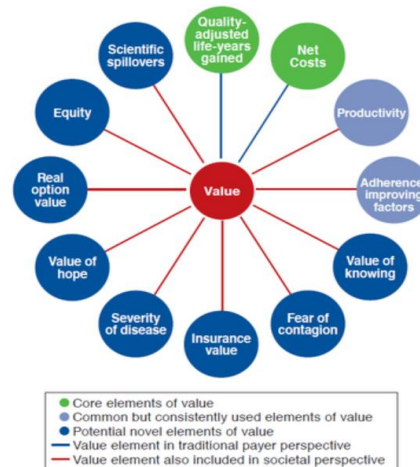 Quality-
adjusted
life-years
gained
Net
Costs
Productivity
Adherence
improving
factors
Value of
knowing
Fear of
contagion
Insurance
value
Severity
of disease
Value of
hope
Real
option
value
Equity
Scientific
spillovers
Value
Core elements of value
Common but consistently used elements of value
Potential novel elements of value
Value element in traditional payer perspective
Value element also included in societal perspective